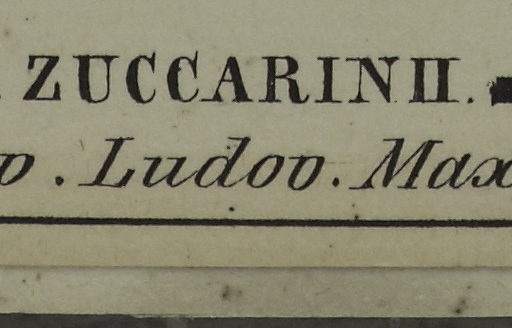 ZUCCARINII.
v. Ludov. Max